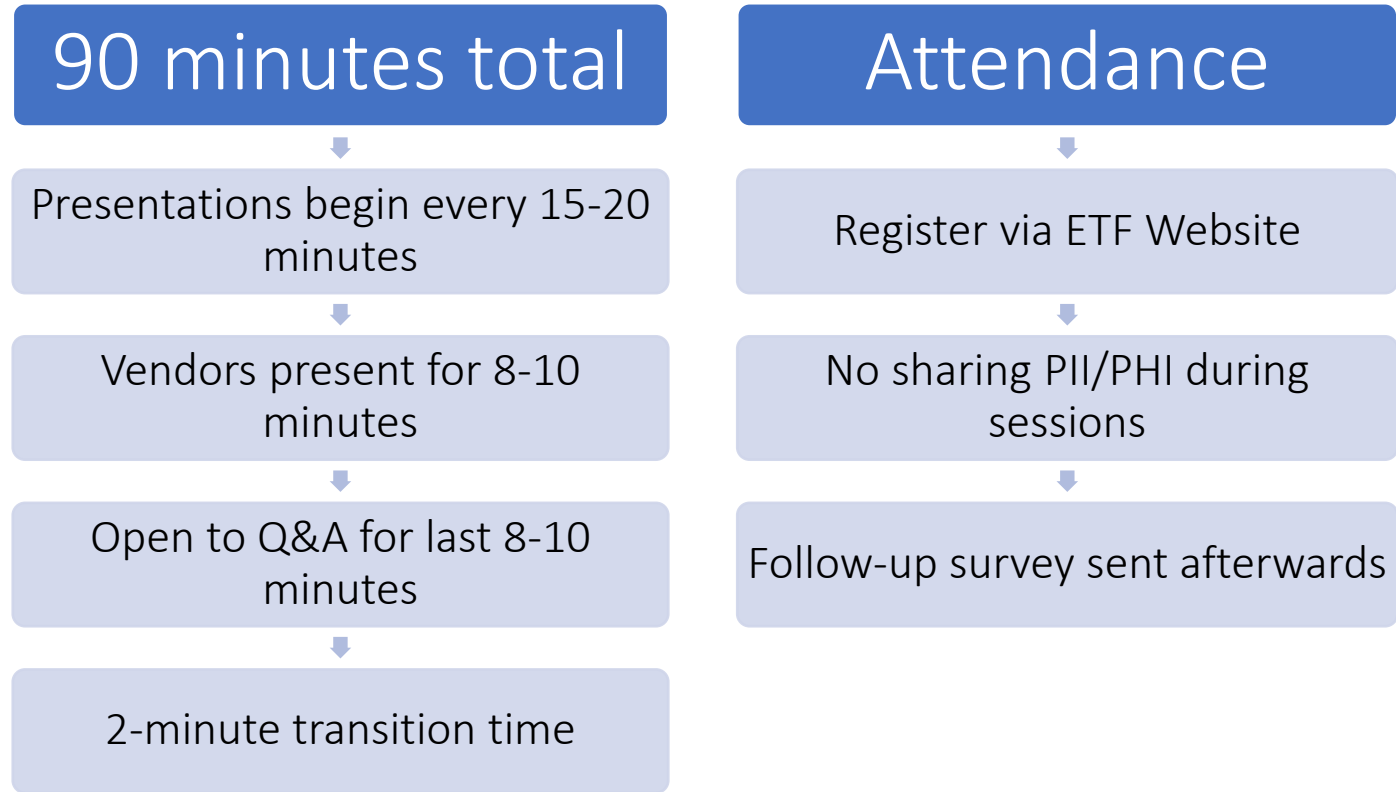 90 minutes total
Presentations begin every 15-20
minutes
Vendors present for 8-10
minutes
Open to Q&A for last 8-10
minutes
2-minute transition time
Attendance
Register via ETF Website
No sharing PII/PHI during
sessions
Follow-up survey sent afterwards